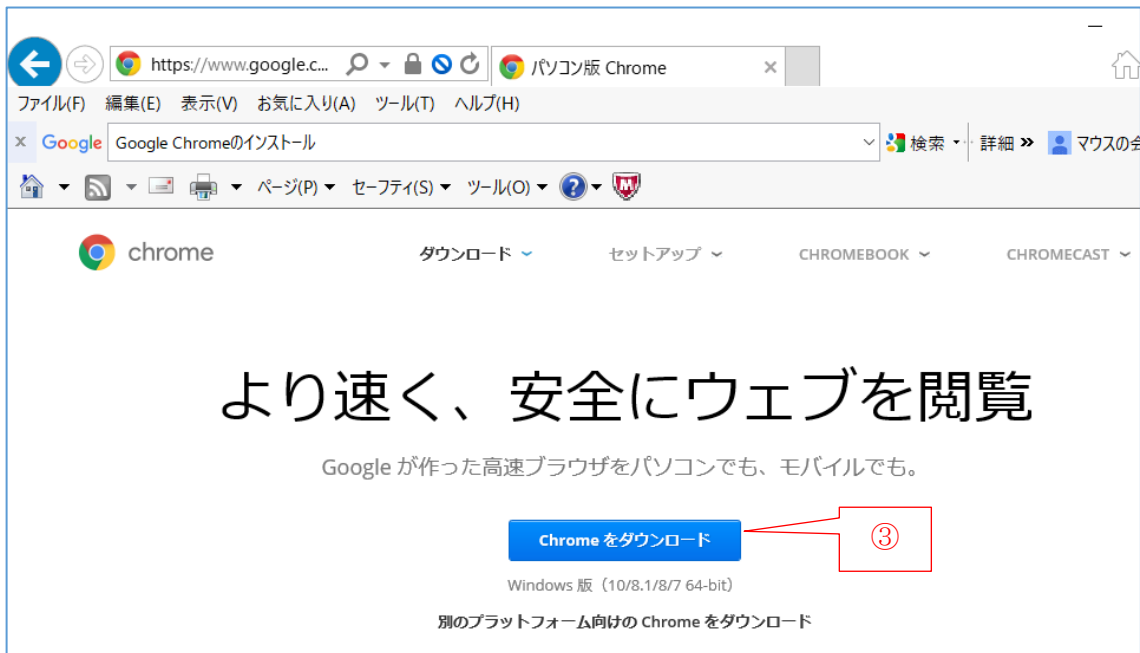 https://www.google.c... パソコン版 Chrome ×
ファイル(F) 編集(E) 表示(V) お気に入り(A) ツール(T) ヘルプ(H)
x Google Google Chromeのインストール 検索 詳細 マウスの会
ページ(P) セーフティ(S) ツール(O)
chrome ダウンロード セットアップ CHROMEBOOK CHROMECAST
より速く、安全にウェブを閲覧
Google が作った高速ブラウザをパソコンでも、モバイルでも。
Chrome をダウンロード ③
Windows 版（10/8.1/8/7 64-bit）
別のプラットフォーム向けの Chrome をダウンロード